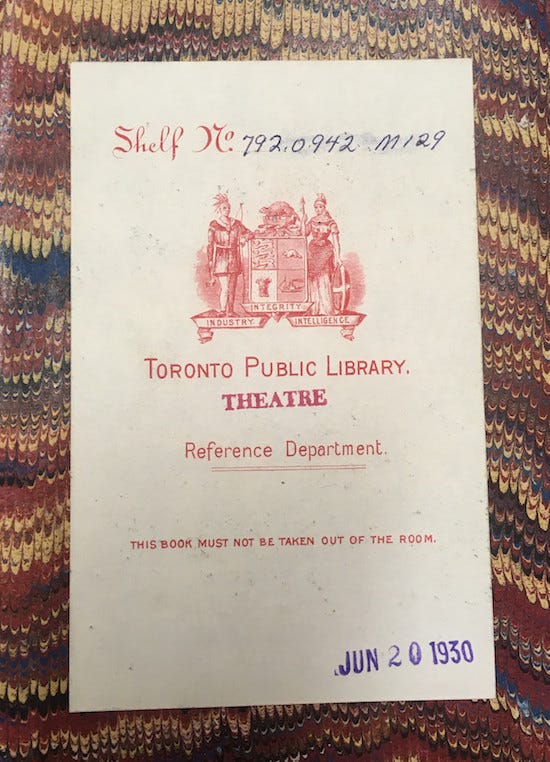 Shelf No. 792.0942 M129
INTEGRITY
INDUSTRY INTELLIGENCE
TORONTO PUBLIC LIBRARY.
THEATRE
Reference Department.
THIS BOOK MUST NOT BE TAKEN OUT OF THE ROOM.
JUN 20 1930